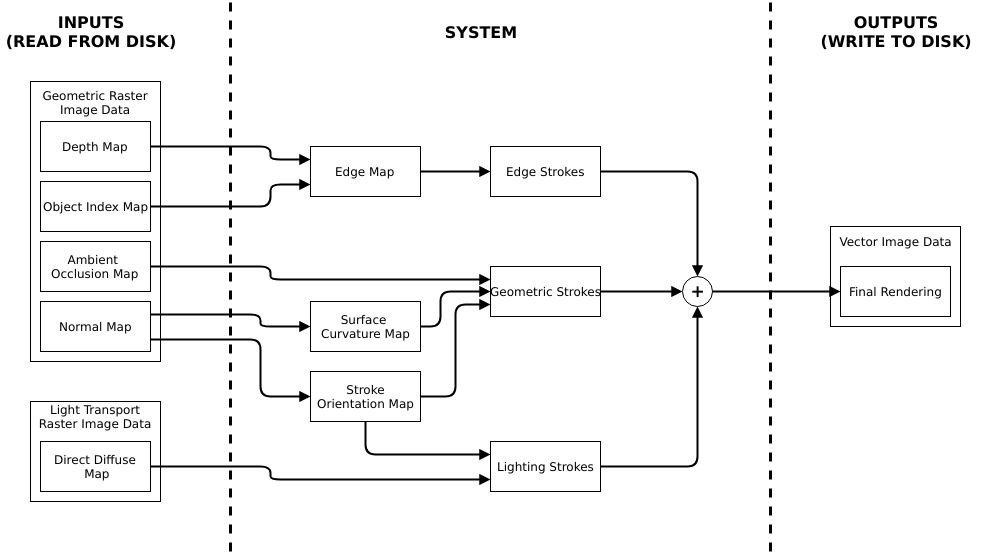 INPUTS
(READ FROM DISK)
SYSTEM
OUTPUTS
(WRITE TO DISK)
Geometric Raster
Image Data
Depth Map
Object Index Map
Ambient
Occlusion Map
Normal Map
Light Transport
Raster Image Data
Direct Diffuse
Map
Edge Map
Surface
Curvature Map
Stroke
Orientation Map
Edge Strokes
Geometric Strokes
Lighting Strokes
+
Vector Image Data
Final Rendering